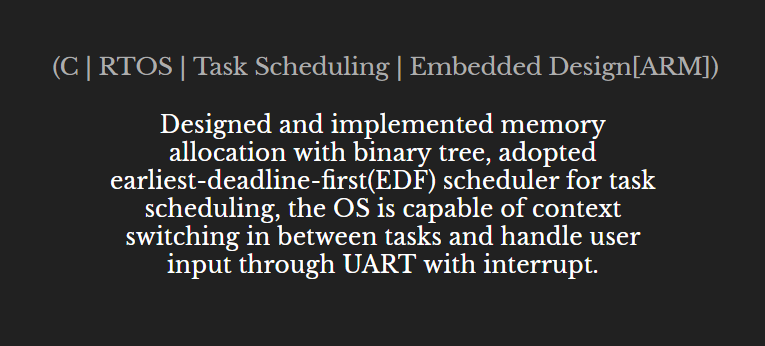 (C | RTOS | Task Scheduling | Embedded Design[ARM])
Designed and implemented memory
allocation with binary tree, adopted
earliest-deadline-first(EDF) scheduler for task
scheduling, the OS is capable of context
switching in between tasks and handle user
input through UART with interrupt.